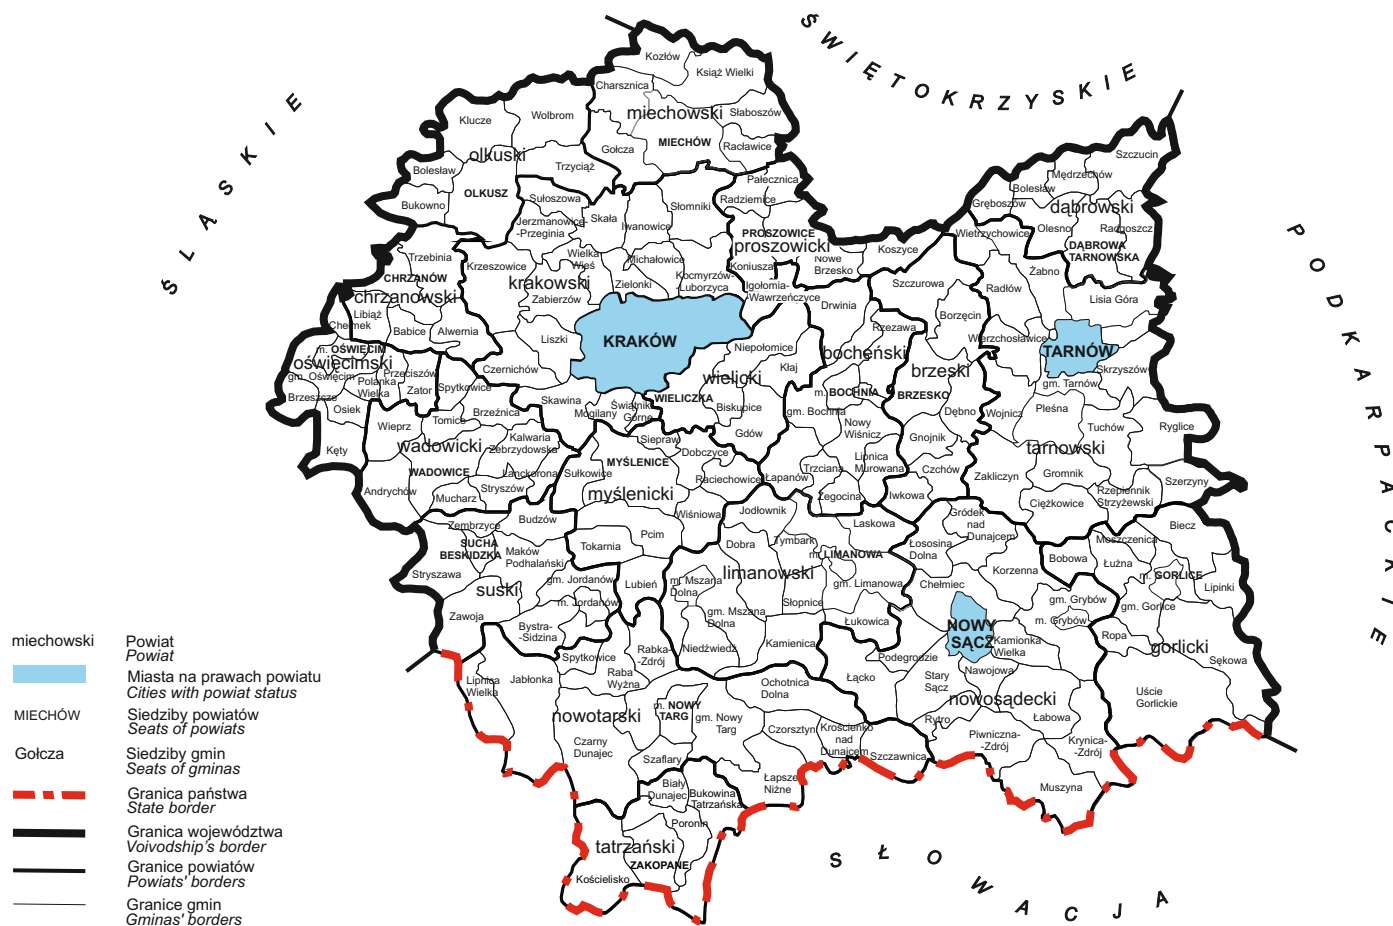 ŚLĄSKIE
ŚWIĘTOKRZYSKIE
PODKARPACKIE
SŁOWACJA
Kozłów
Książ Wielki
Charsznica
miechowski
Słaboszów
Gołcza
MIECHÓW
Racławice
Klucze
Wolbrom
olkuski
Trzyciąż
Bolesław
OLKUSZ
Bukowno
Pałecznica
Radziemice
PROSZOWICE
proszowicki
Koniusza
Nowe
Brzesko
Koszyce
Sułoszowa
Skała
Słomniki
Jerzmanowice-
-Przeginia
Iwanowice
Wielka
Wieś
Michałowice
Krzeszowice
krakowski
Zielonki
Kocmyrzów-
-Luborzyca
Igołomia-
-Wawrzeńczyce
Zabierzów
Liszki
KRAKÓW
Czernichów
Skawina
Mogilany
Świątniki
Górne
Trzebinia
CHRZANÓW
chrzanowski
Libiąż
Babice
Alwernia
Chełmek
m. OŚWIĘCIM
oświęcimski
gm. Oświęcim
Przeciszów
Polanka
Wielka
Zator
Brzeszcze
Osiek
Kęty
Spytkowice
Brzeźnica
Tomice
Wieprz
wadowicki
Kalwaria
Zebrzydowska
WADOWICE
Lanckorona
Stryszów
Mucharz
Andrychów
Niepołomice
Kłaj
wielicki
WIELICZKA
Biskupice
Gdów
Drwinia
Rzezawa
bocheński
m. BOCHNIA
gm. Bochnia
Nowy
Wiśnicz
Lipnica
Murowana
Trzciana
Łapanów
Żegocina
Szczurowa
Borzęcin
brzeski
BRZESKO
Dębno
Gnojnik
Czchów
Iwkowa
Szczucin
Mędrzechów
Bolesław
Gręboszów
dąbrowski
Olesno
Radgoszcz
DĄBROWA
TARNOWSKA
Wietrzychowice
Żabno
Radłów
Lisia Góra
Wierzchosławice
TARNÓW
Skrzyszów
gm. Tarnów
Wojnicz
Pleśna
Tuchów
Ryglice
tarnowski
Zakliczyn
Gromnik
Szerzyny
Ciężkowice
Rzepiennik
Strzyżewski
Siepraw
Dobczyce
MYŚLENICE
Sułkowice
Raciechowice
myślenicki
Wiśniowa
Pcim
Tokarnia
Lubień
Budzów
Zembrzyce
SUCHA
BESKIDZKA
Maków
Podhalański
Stryszawa
suski
gm. Jordanów
m. Jordanów
Zawoja
Bystra-
-Sidzina
Jodłownik
Laskowa
Dobra
Tymbark
m. LIMANOWA
limanowski
m. Mszana
Dolna
gm. Limanowa
Słopnice
gm. Mszana
Dolna
Łukowica
Niedźwiedź
Kamienica
Gródek
nad
Dunajcem
Łososina
Dolna
Korzenna
Chełmiec
gm. Grybów
m. Grybów
NOWY
SĄCZ
Kamionka
Wielka
Podegrodzie
Nawojowa
Stary
Sącz
Łącko
nowosądecki
Rytro
Łabowa
Piwniczna-
-Zdrój
Krynica-
-Zdrój
Muszyna
Biecz
Moszczenica
Bobowa
Łużna
m. GORLICE
Lipinki
gm. Gorlice
Ropa
gorlicki
Sękowa
Uście
Gorlickie
Spytkowice
Rabka-
-Zdrój
Raba
Wyżna
Jabłonka
Lipnica
Wielka
nowotarski
m. NOWY
TARG
gm. Nowy
Targ
Ochotnica
Dolna
Czorsztyn
Krościenko
nad
Dunajcem
Szczawnica
Czarny
Dunajec
Szaflary
Łapsze
Niżne
Biały
Dunajec
Bukowina
Tatrzańska
Poronin
tatrzański
ZAKOPANE
Kościelisko
miechowski
Powiat
Powiat
Miasta na prawach powiatu
Cities with powiat status
MIECHÓW
Siedziby powiatów
Seats of powiats
Gołcza
Siedziby gmin
Seats of gminas
Granica państwa
State border
Granica województwa
Voivodship's border
Granice powiatów
Powiats' borders
Granice gmin
Gminas' borders